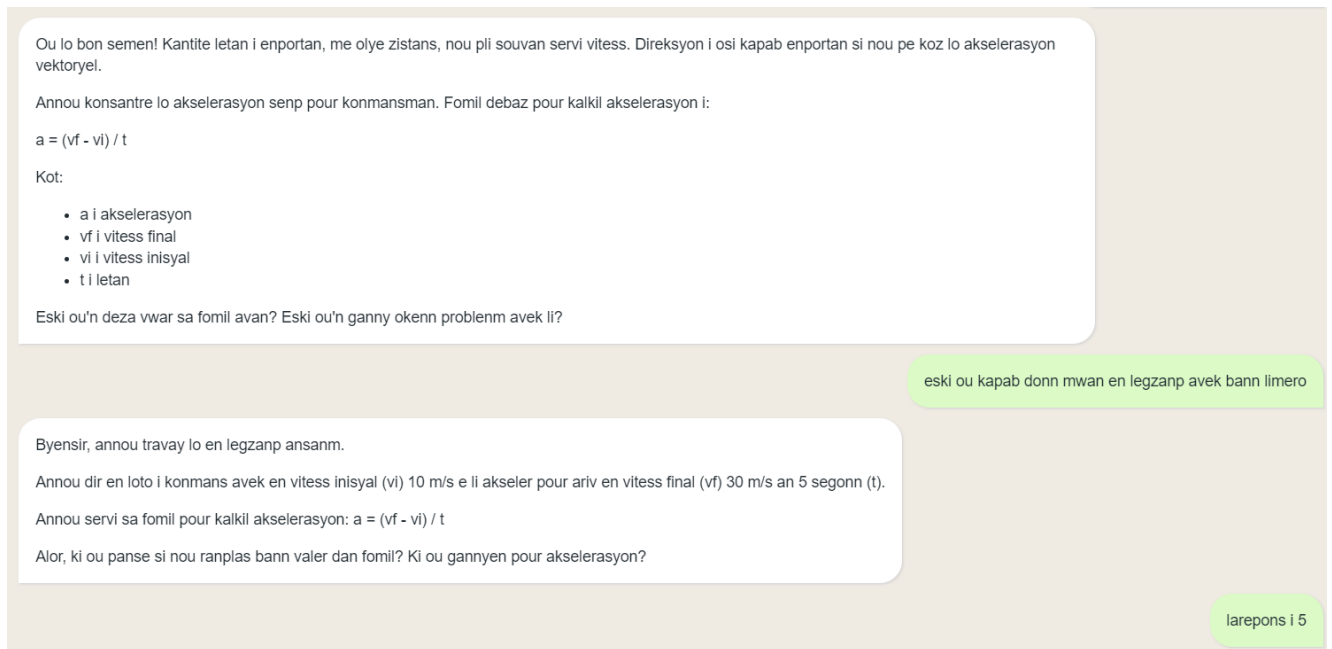 Ou lo bon semen! Kantite letan i enportan, me olye zistans, nou pli souvan servi vitess. Direksyon i osi kapab enportan si nou pe koz lo akselerasyon
vektoryel.
Annou konsantre lo akselerasyon senp pour konmansman. Fomil debaz pour kalkil akselerasyon i:
a = (vf - vi) / t
Kot:
• a i akselerasyon
• vf i vitess final
• vi i vitess inisyal
• t i letan
Eski ou'n deza vwar sa fomil avan? Eski ou'n ganny okenn problenm avek li?
eski ou kapab donn mwan en legzanp avek bann limero
Byensir, annou travay lo en legzanp ansanm.
Annou dir en loto i konmans avek en vitess inisyal (vi) 10 m/s e li akseler pour ariv en vitess final (vf) 30 m/s an 5 segonn (t).
Annou servi sa fomil pour kalkil akselerasyon: a = (vf - vi) / t
Alor, ki ou panse si nou ranplas bann valer dan fomil? Ki ou gannyen pour akselerasyon?
larepons i 5